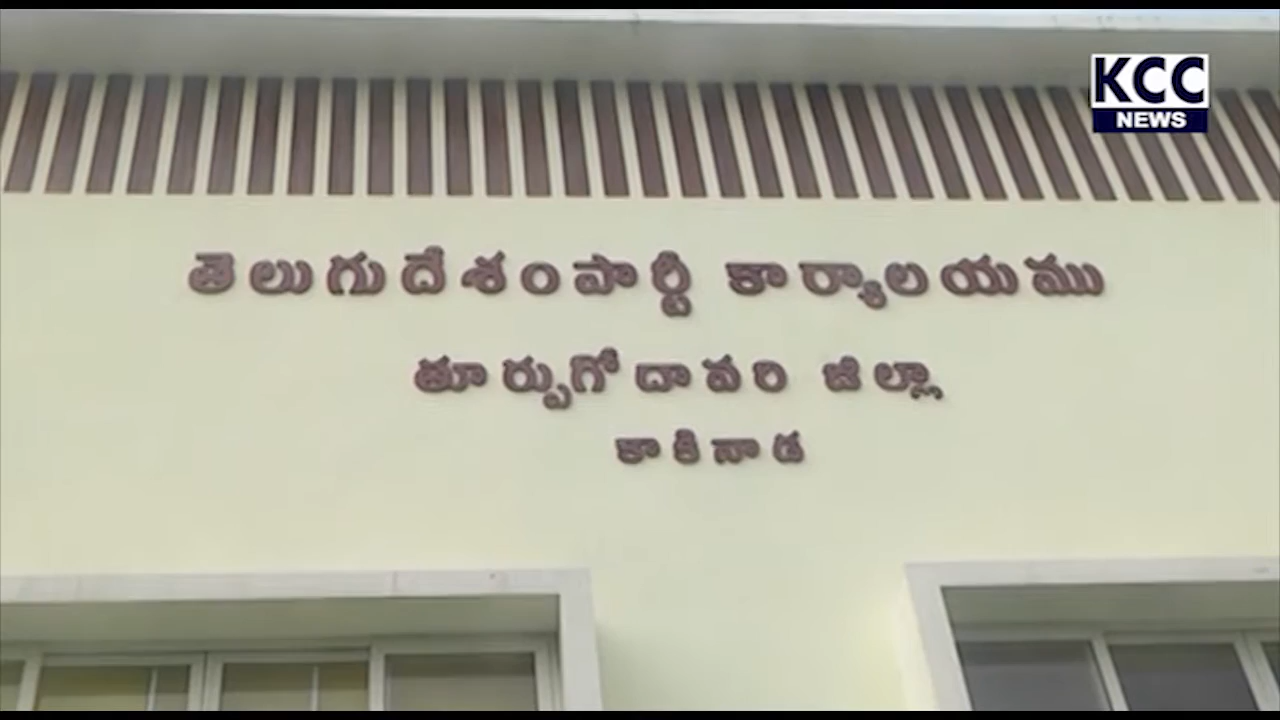 KCC
NEWS
తెలుగుదేశంపార్టీ కార్యాలయము
తూర్పుగోదావరి జిల్లా
కాకినాడ